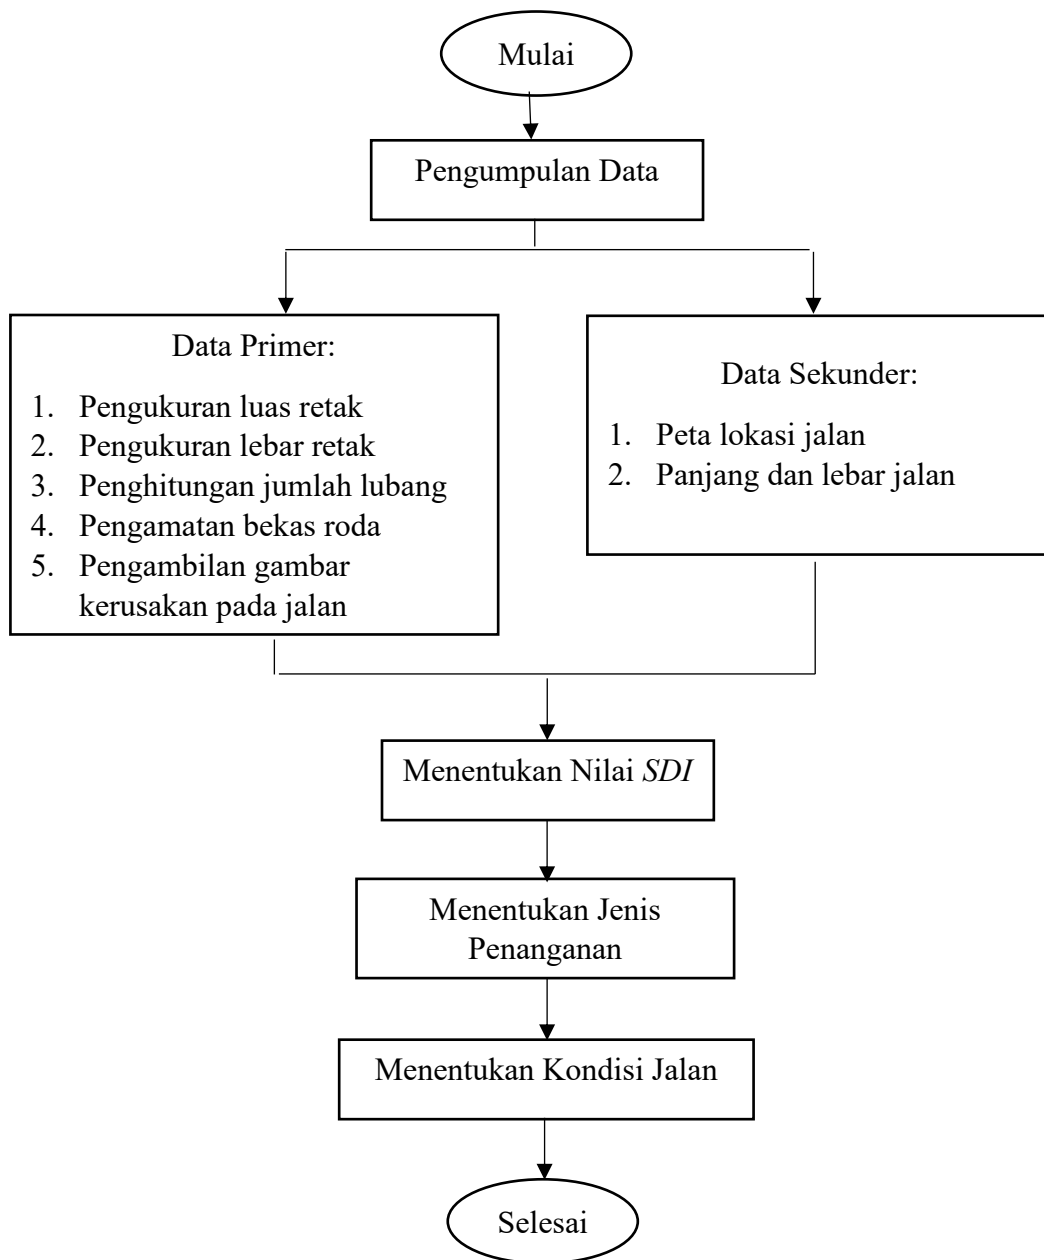 Mulai
Pengumpulan Data
Data Primer:
1. Pengukuran luas retak
2. Pengukuran lebar retak
3. Penghitungan jumlah lubang
4. Pengamatan bekas roda
5. Pengambilan gambar
kerusakan pada jalan
Data Sekunder:
1. Peta lokasi jalan
2. Panjang dan lebar jalan
Menentukan Nilai SDI
Menentukan Jenis
Penanganan
Menentukan Kondisi Jalan
Selesai